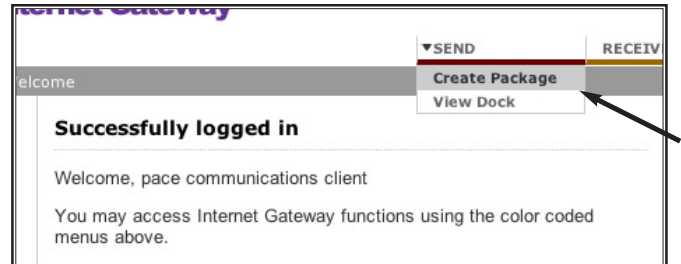 Internet Gateway
▼SEND RECEIV
elcome
Create Package
View Dock
Successfully logged in
Welcome, pace communications client
You may access Internet Gateway functions using the color coded
menus above.